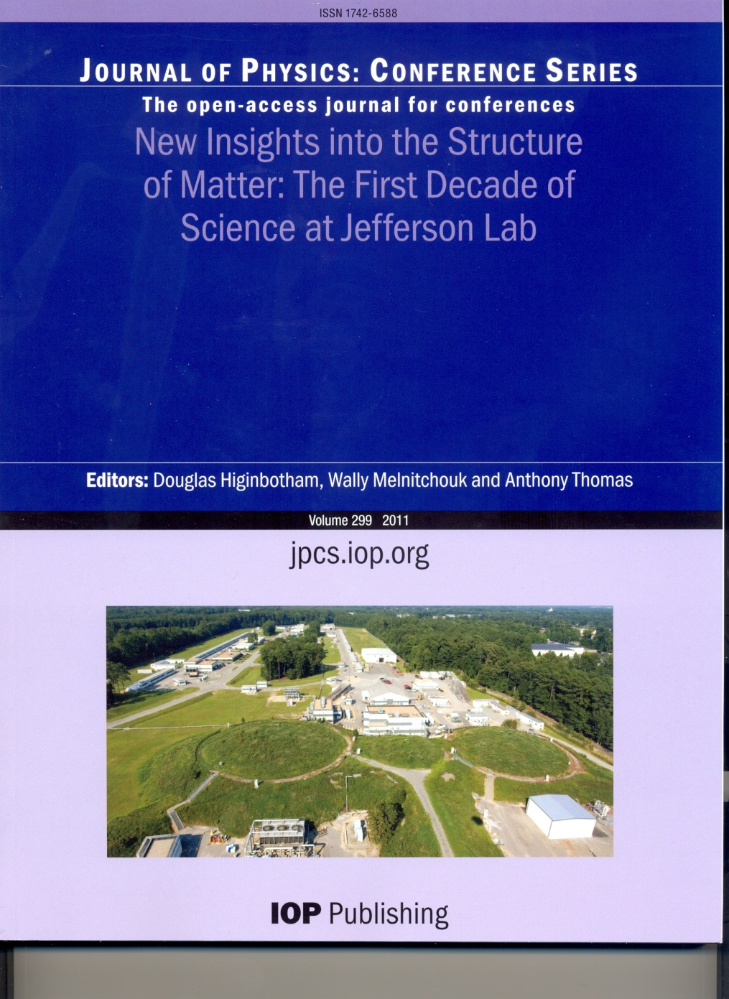 ISSN 1742-6588
JOURNAL OF PHYSICS: CONFERENCE SERIES
The open-access journal for conferences
New Insights into the Structure
of Matter: The First Decade of
Science at Jefferson Lab
Editors: Douglas Higinbotham, Wally Melnitchouk and Anthony Thomas
Volume 299 2011
jpcs.iop.org
IOP Publishing